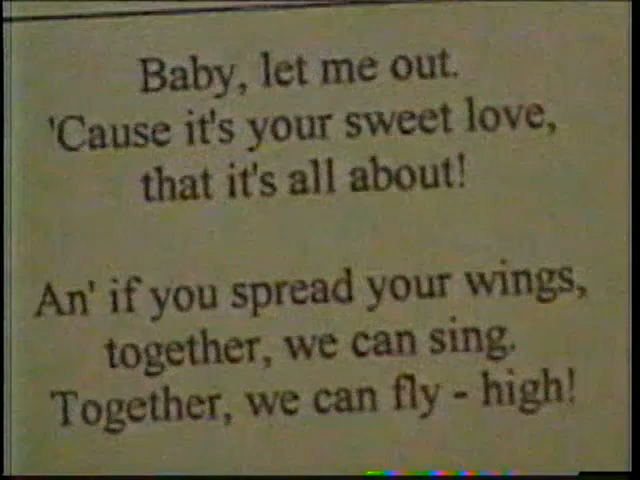 Baby, let me out.
'Cause it's your sweet love,
that it's all about!
An' if you spread your wings,
together, we can sing.
Together, we can fly - high!